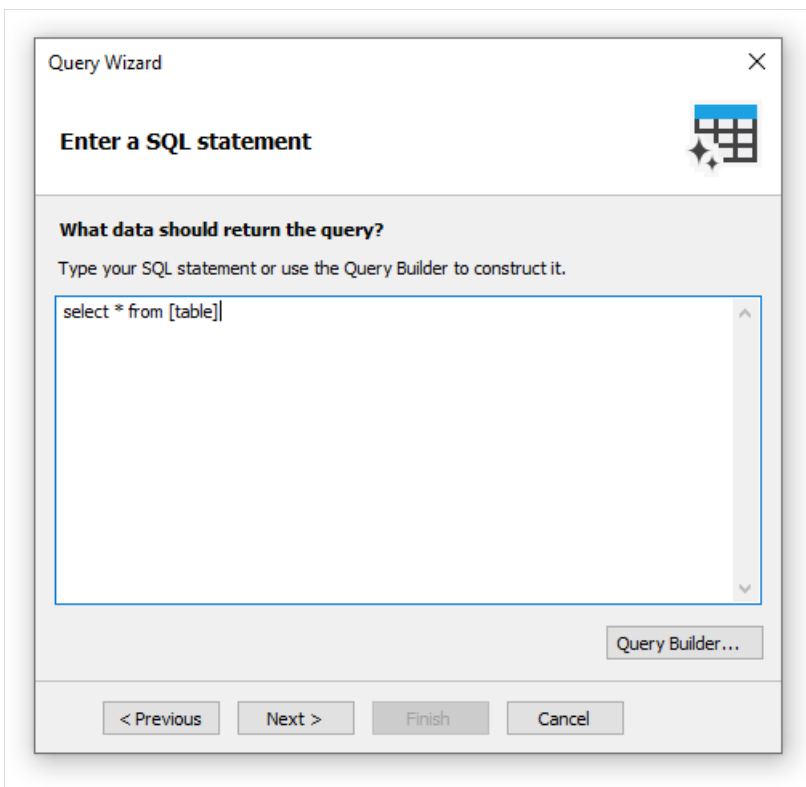 Query Wizard
Enter a SQL statement
What data should return the query?
Type your SQL statement or use the Query Builder to construct it.
select * from [table]
Query Builder...
< Previous Next > Finish Cancel